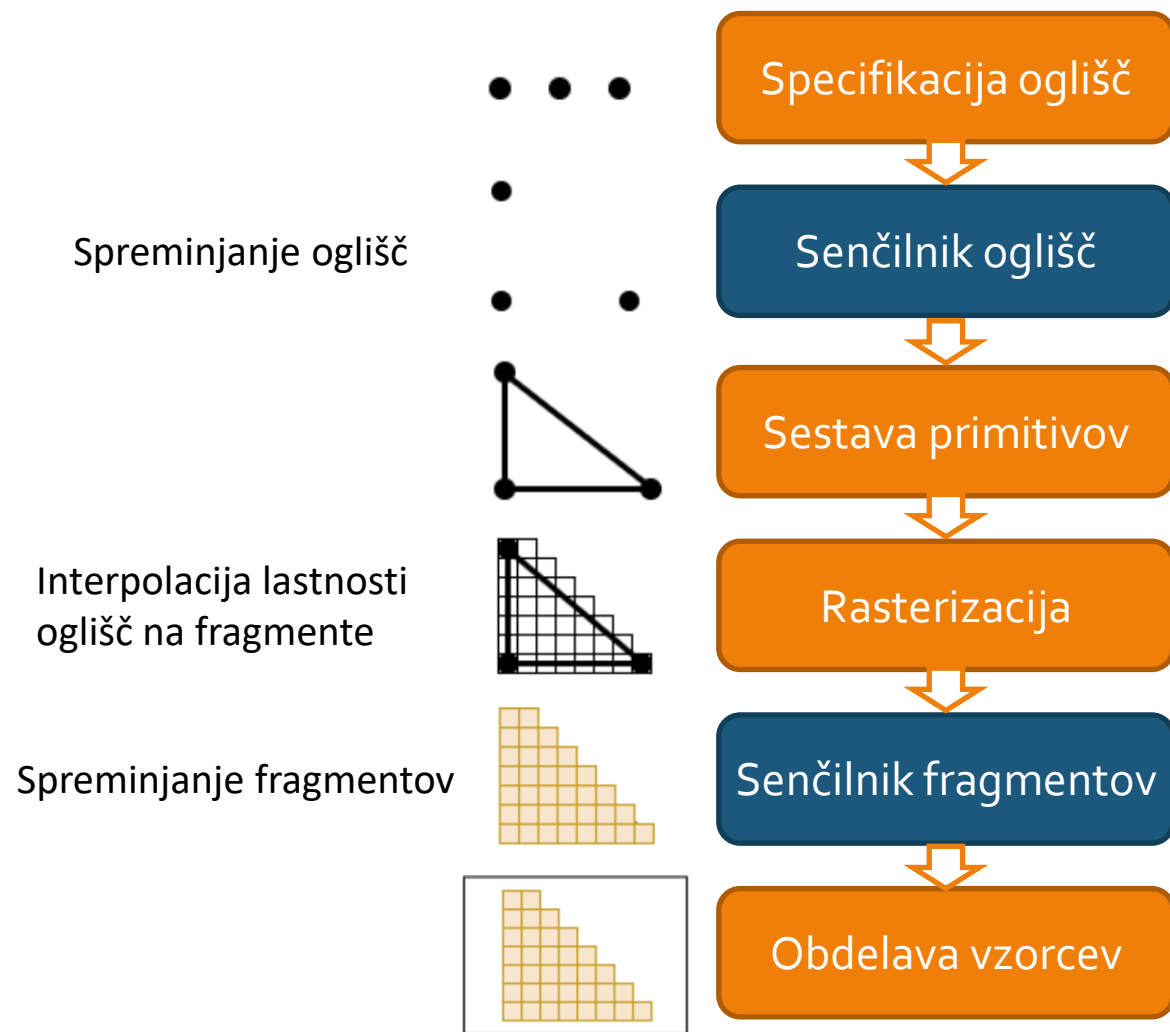 Specifikacija oglišč
Spreminjanje oglišč
Senčilnik oglišč
Sestava primitivov
Interpolacija lastnosti
oglišč na fragmente
Rasterizacija
Spreminjanje fragmentov
Senčilnik fragmentov
Obdelava vzorcev